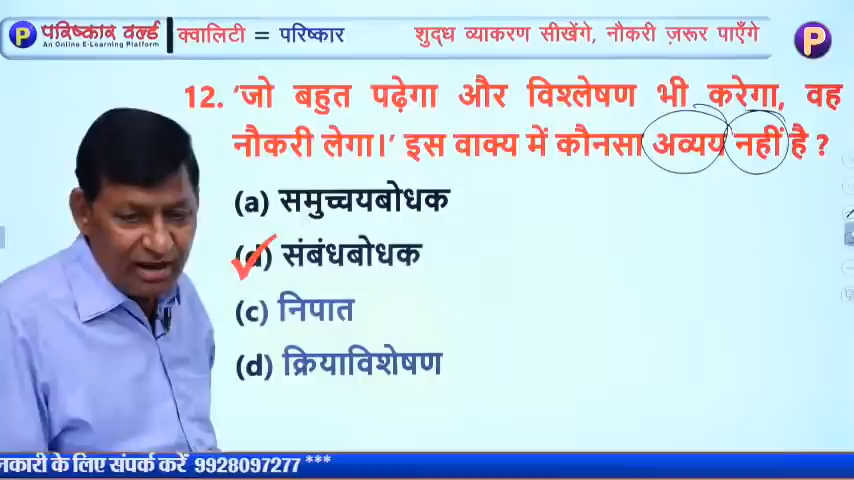 परिष्कार वर्ल्ड
An Online E-Learning Platform
क्वालिटी = परिष्कार
शुद्ध व्याकरण सीखेंगे, नौकरी ज़रूर पाएँगे
P
P
12. 'जो बहुत पढ़ेगा और विश्लेषण भी करेगा, वह
नौकरी लेगा।' इस वाक्य में कौनसा अव्यय नहीं है ?
(a) समुच्चयबोधक
(d) संबंधबोधक
(c) निपात
(d) क्रियाविशेषण
नकारी के लिए संपर्क करें 9928097277 ***